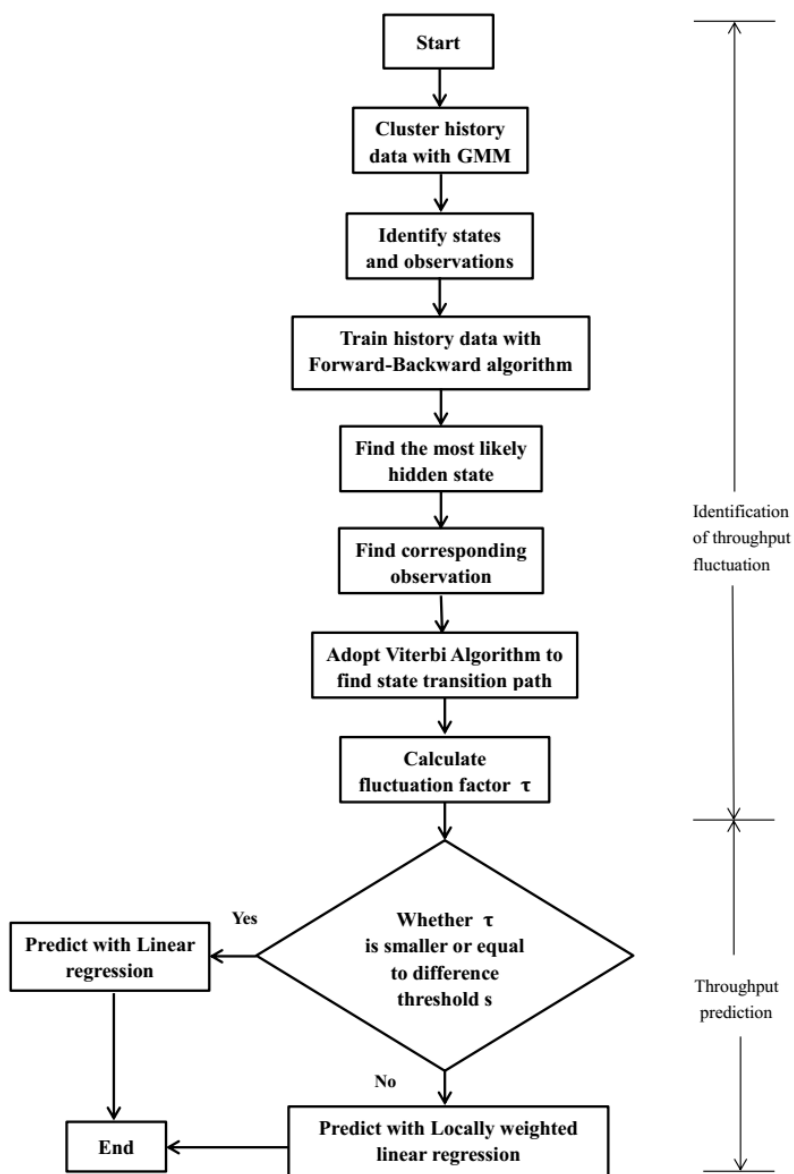 Start
Cluster history
data with GMM
Identify states
and observations
Train history data with
Forward-Backward algorithm
Find the most likely
hidden state
Find corresponding
observation
Identification
of throughput
fluctuation
Adopt Viterbi Algorithm to
find state transition path
Calculate
fluctuation factor τ
Yes
Whether τ
is smaller or equal
to difference
threshold s
Predict with Linear
regression
Throughput
prediction
No
Predict with Locally weighted
linear regression
End